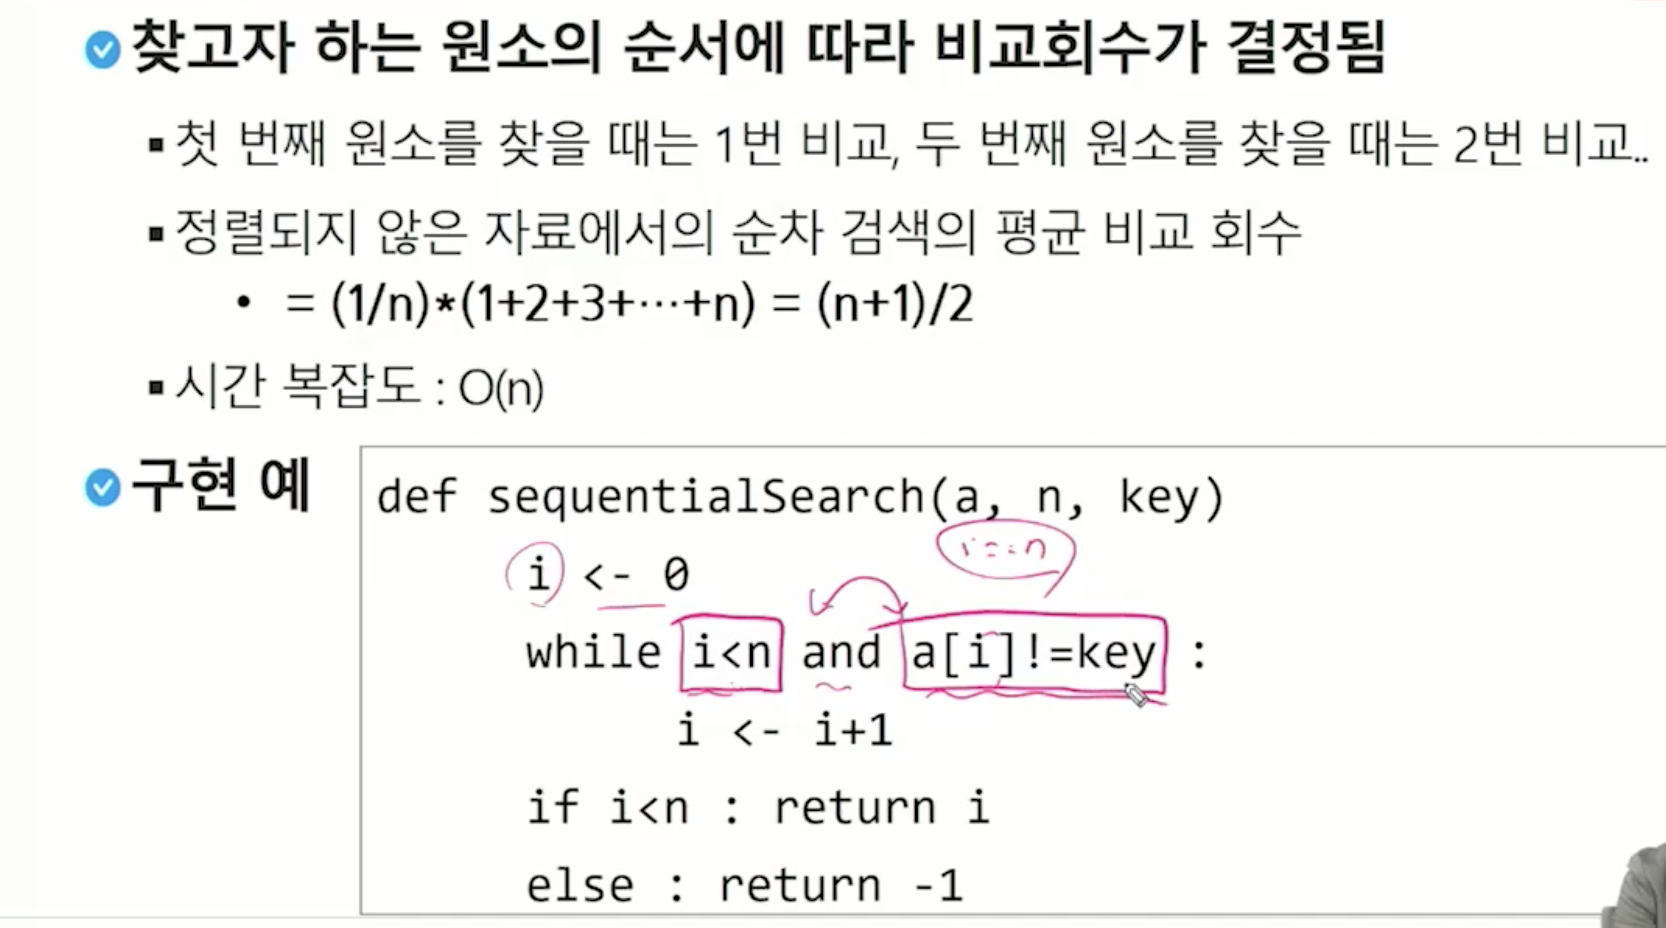 찾고자 하는 원소의 순서에 따라 비교회수가 결정됨
▪ 첫 번째 원소를 찾을 때는 1번 비교, 두 번째 원소를 찾을 때는 2번 비교..
▪ 정렬되지 않은 자료에서의 순차 검색의 평균 비교 회수
• = (1/n)*(1+2+3+⋯+n) = (n+1)/2
▪ 시간 복잡도 : O(n)
구현 예
def sequentialSearch(a, n, key)
i==n
i <- 0
while i<n and a[i]!=key :
i <- i+1
if i<n : return i
else : return -1